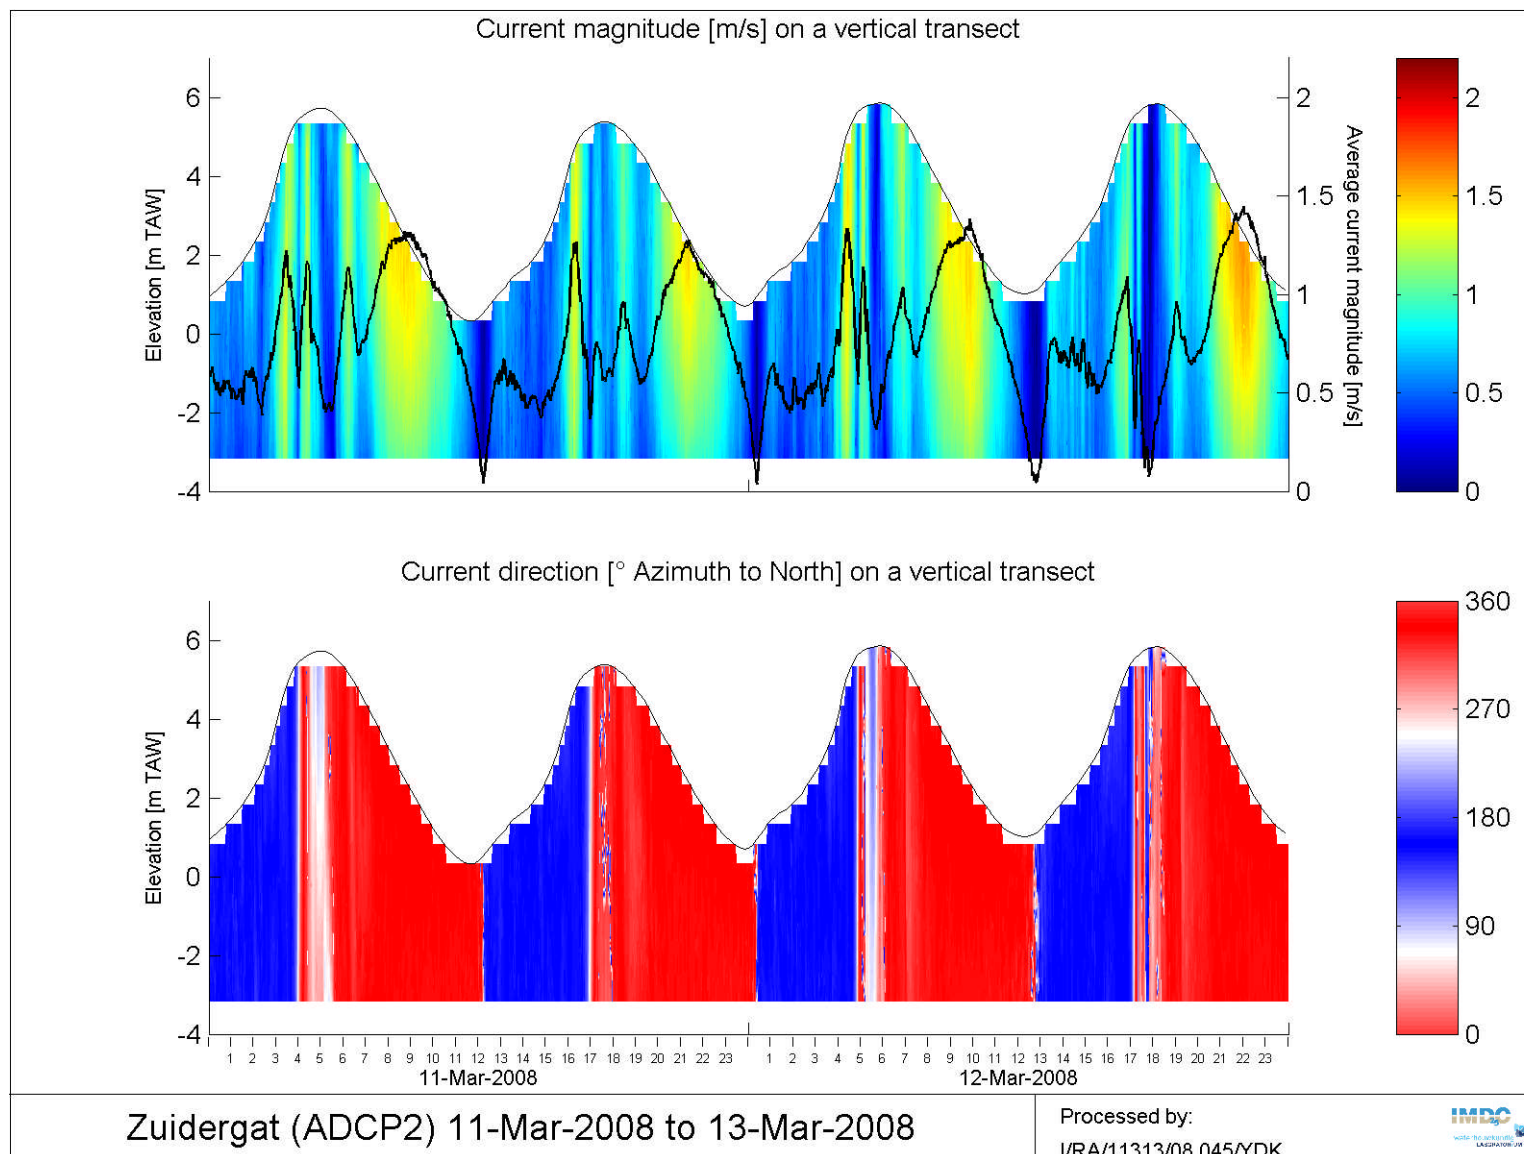 Current magnitude [m/s] on a vertical transect
6
4
2
0
-2
-4
Elevation [m TAW]
2
1.5
1
0.5
0
Average current magnitude [m/s]
2
1.5
1
0.5
0
Current direction [° Azimuth to North] on a vertical transect
6
4
2
0
-2
-4
Elevation [m TAW]
360
270
180
90
0
1 2 3 4 5 6 7 8 9 10 11 12 13 14 15 16 17 18 19 20 21 22 23 1 2 3 4 5 6 7 8 9 10 11 12 13 14 15 16 17 18 19 20 21 22 23
11-Mar-2008 12-Mar-2008
Zuidergat (ADCP2) 11-Mar-2008 to 13-Mar-2008
Processed by:
I/RA/11313/08.045/YDK
IMDC
LABORATORIUM